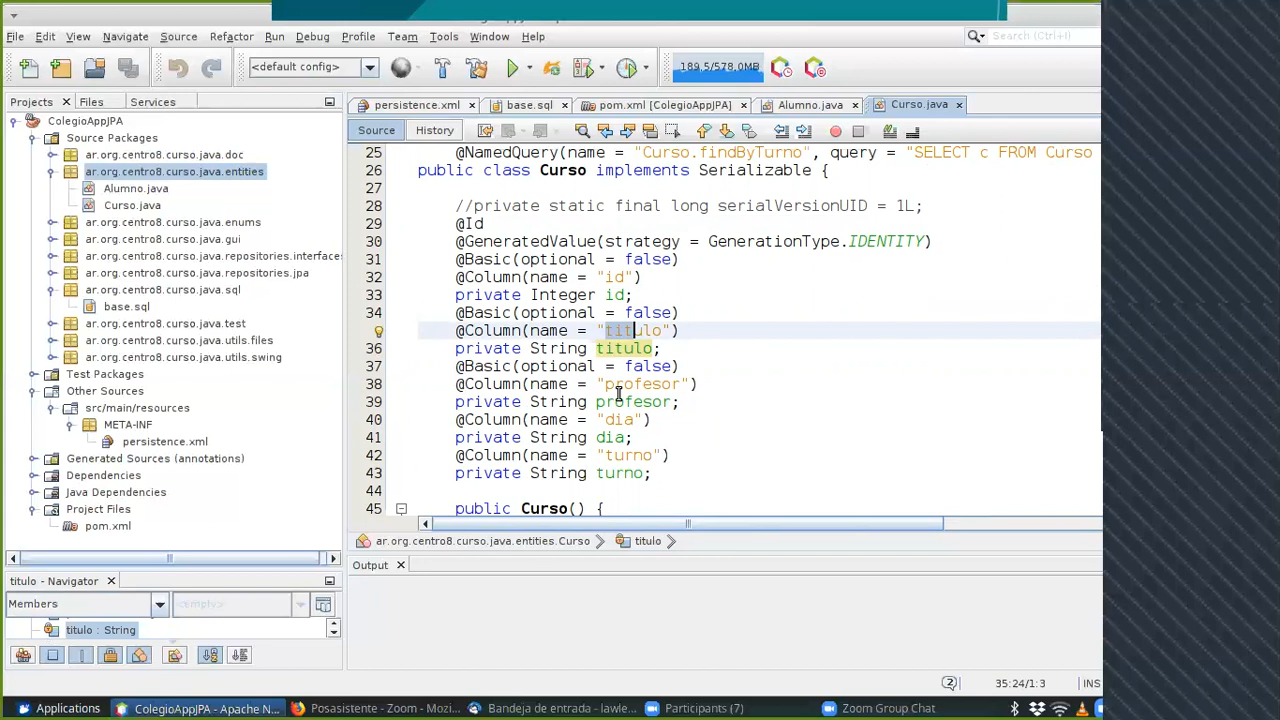 File Edit View Navigate Source Refactor Run Debug Profile Team Tools Window Help
Search (Ctrl+I)
<default config>
189,5/578,0MB
Projects Files Services
persistence.xml base.sql pom.xml [ColegioAppJPA] Alumno.java Curso.java
Source History
ColegioAppJPA
Source Packages
ar.org.centro8.curso.java.doc
ar.org.centro8.curso.java.entities
Alumno.java
Curso.java
ar.org.centro8.curso.java.enums
ar.org.centro8.curso.java.gui
ar.org.centro8.curso.java.repositories.interface:
ar.org.centro8.curso.java.repositories.jpa
ar.org.centro8.curso.java.sql
base.sql
ar.org.centro8.curso.java.test
ar.org.centro8.curso.java.utils.files
ar.org.centro8.curso.java.utils.swing
Test Packages
Other Sources
src/main/resources
META-INF
persistence.xml
Generated Sources (annotations)
Dependencies
Java Dependencies
Project Files
pom.xml
25 @NamedQuery(name = "Curso.findByTurno", query = "SELECT c FROM Curso
26 public class Curso implements Serializable {
27
28 //private static final long serialVersionUID = 1L;
29 @Id
30 @GeneratedValue(strategy = GenerationType.IDENTITY)
31 @Basic(optional = false)
32 @Column(name = "id")
33 private Integer id;
34 @Basic(optional = false)
@Column(name = "titulo")
36 private String titulo;
37 @Basic(optional = false)
38 @Column(name = "profesor")
39 private String profesor;
40 @Column(name = "dia")
41 private String dia;
42 @Column(name = "turno")
43 private String turno;
44
45 public Curso() {
ar.org.centro8.curso.java.entities.Curso titulo
Output
titulo - Navigator
Members
<empty>
titulo : String
2 35:24/1:3 INS
Applications ColegioAppJPA - Apache N... Posasistente - Zoom - Mozi... Bandeja de entrada - lawle... Participants (7) Zoom Group Chat